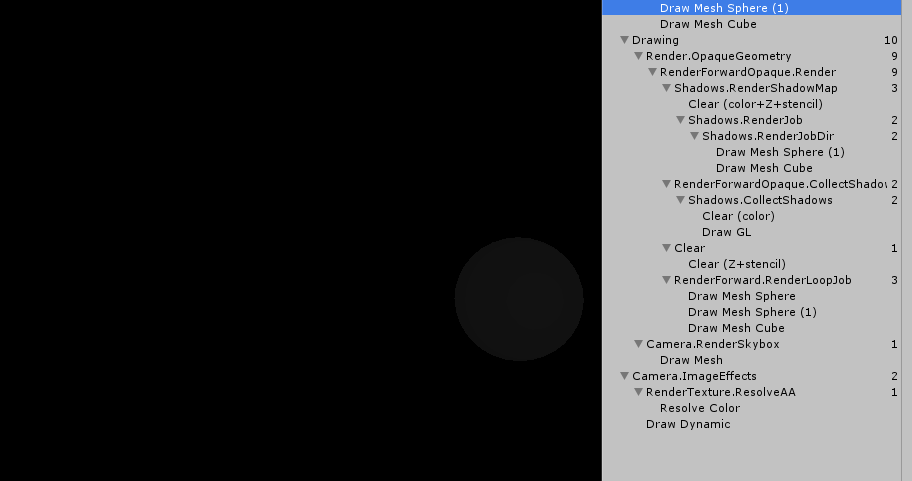 Draw Mesh Sphere (1)
Draw Mesh Cube
Drawing 10
Render.OpaqueGeometry 9
RenderForwardOpaque.Render 9
Shadows.RenderShadowMap 3
Clear (color+Z+stencil)
Shadows.RenderJob 2
Shadows.RenderJobDir 2
Draw Mesh Sphere (1)
Draw Mesh Cube
RenderForwardOpaque.CollectShadov 2
Shadows.CollectShadows 2
Clear (color)
Draw GL
Clear 1
Clear (Z+stencil)
RenderForward.RenderLoopJob 3
Draw Mesh Sphere
Draw Mesh Sphere (1)
Draw Mesh Cube
Camera.RenderSkybox 1
Draw Mesh
Camera.ImageEffects 2
RenderTexture.ResolveAA 1
Resolve Color
Draw Dynamic